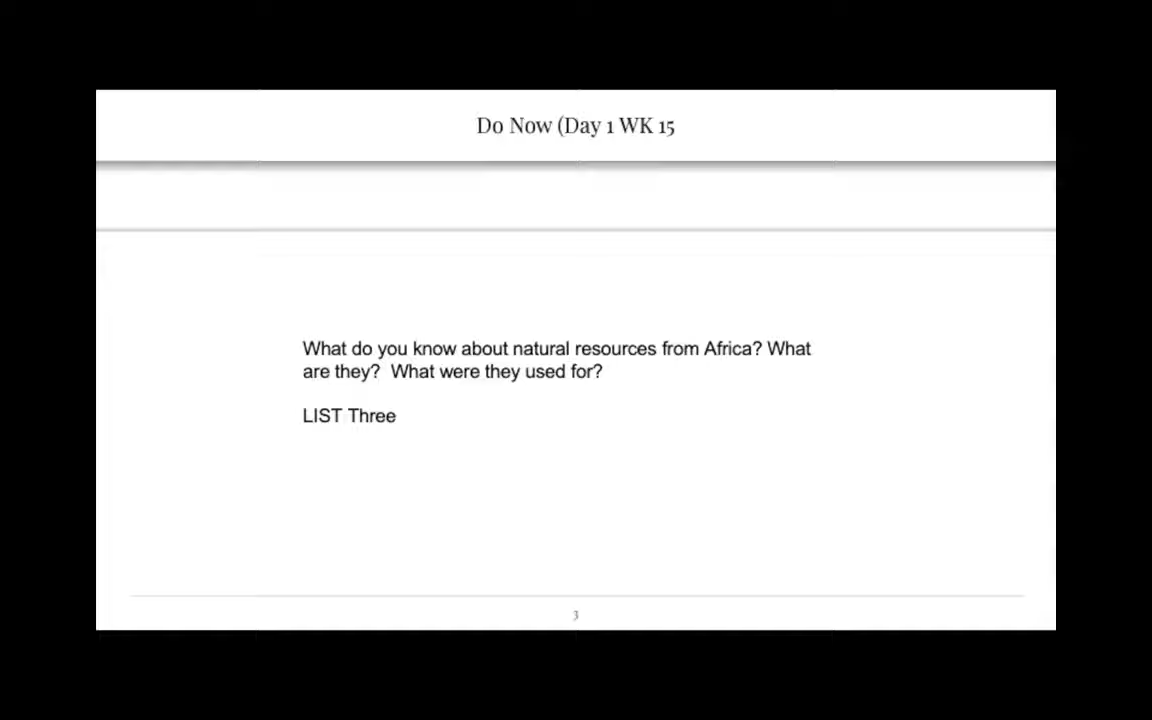 Do Now (Day 1 WK 15
What do you know about natural resources from Africa? What
are they?  What were they used for?
LIST Three
3